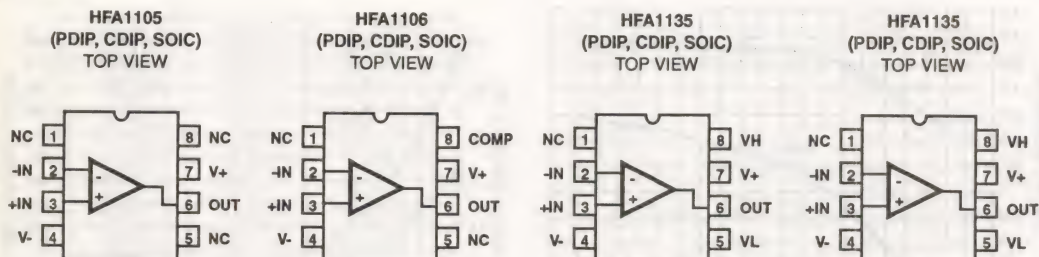 HFA1105
(PDIP, CDIP, SOIC)
TOP VIEW
NC 1 8 NC
-IN 2 - 7 V+
+IN 3 + 6 OUT
V- 4 5 NC
HFA1106
(PDIP, CDIP, SOIC)
TOP VIEW
NC 1 8 COMP
-IN 2 - 7 V+
+IN 3 + 6 OUT
V- 4 5 NC
HFA1135
(PDIP, CDIP, SOIC)
TOP VIEW
NC 1 8 VH
-IN 2 - 7 V+
+IN 3 + 6 OUT
V- 4 5 VL
HFA1135
(PDIP, CDIP, SOIC)
TOP VIEW
NC 1 8 VH
-IN 2 - 7 V+
+IN 3 + 6 OUT
V- 4 5 VL